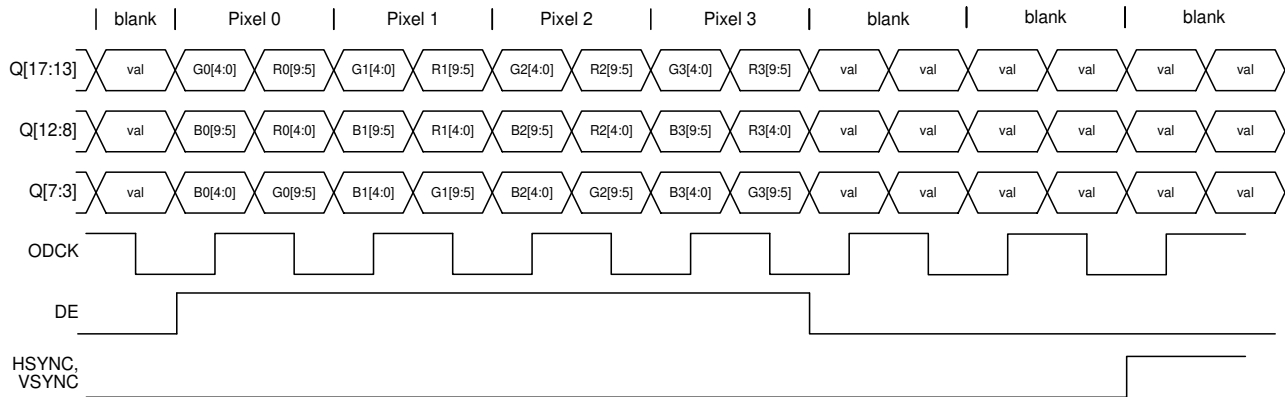 blank Pixel 0 Pixel 1 Pixel 2 Pixel 3 blank blank blank
Q[17:13] val G0[4:0] R0[9:5] G1[4:0] R1[9:5] G2[4:0] R2[9:5] G3[4:0] R3[9:5] val val val val val val
Q[12:8] val B0[9:5] R0[4:0] B1[9:5] R1[4:0] B2[9:5] R2[4:0] B3[9:5] R3[4:0] val val val val val val
Q[7:3] val B0[4:0] G0[9:5] B1[4:0] G1[9:5] B2[4:0] G2[9:5] B3[4:0] G3[9:5] val val val val val val
ODCK
DE
HSYNC,
VSYNC